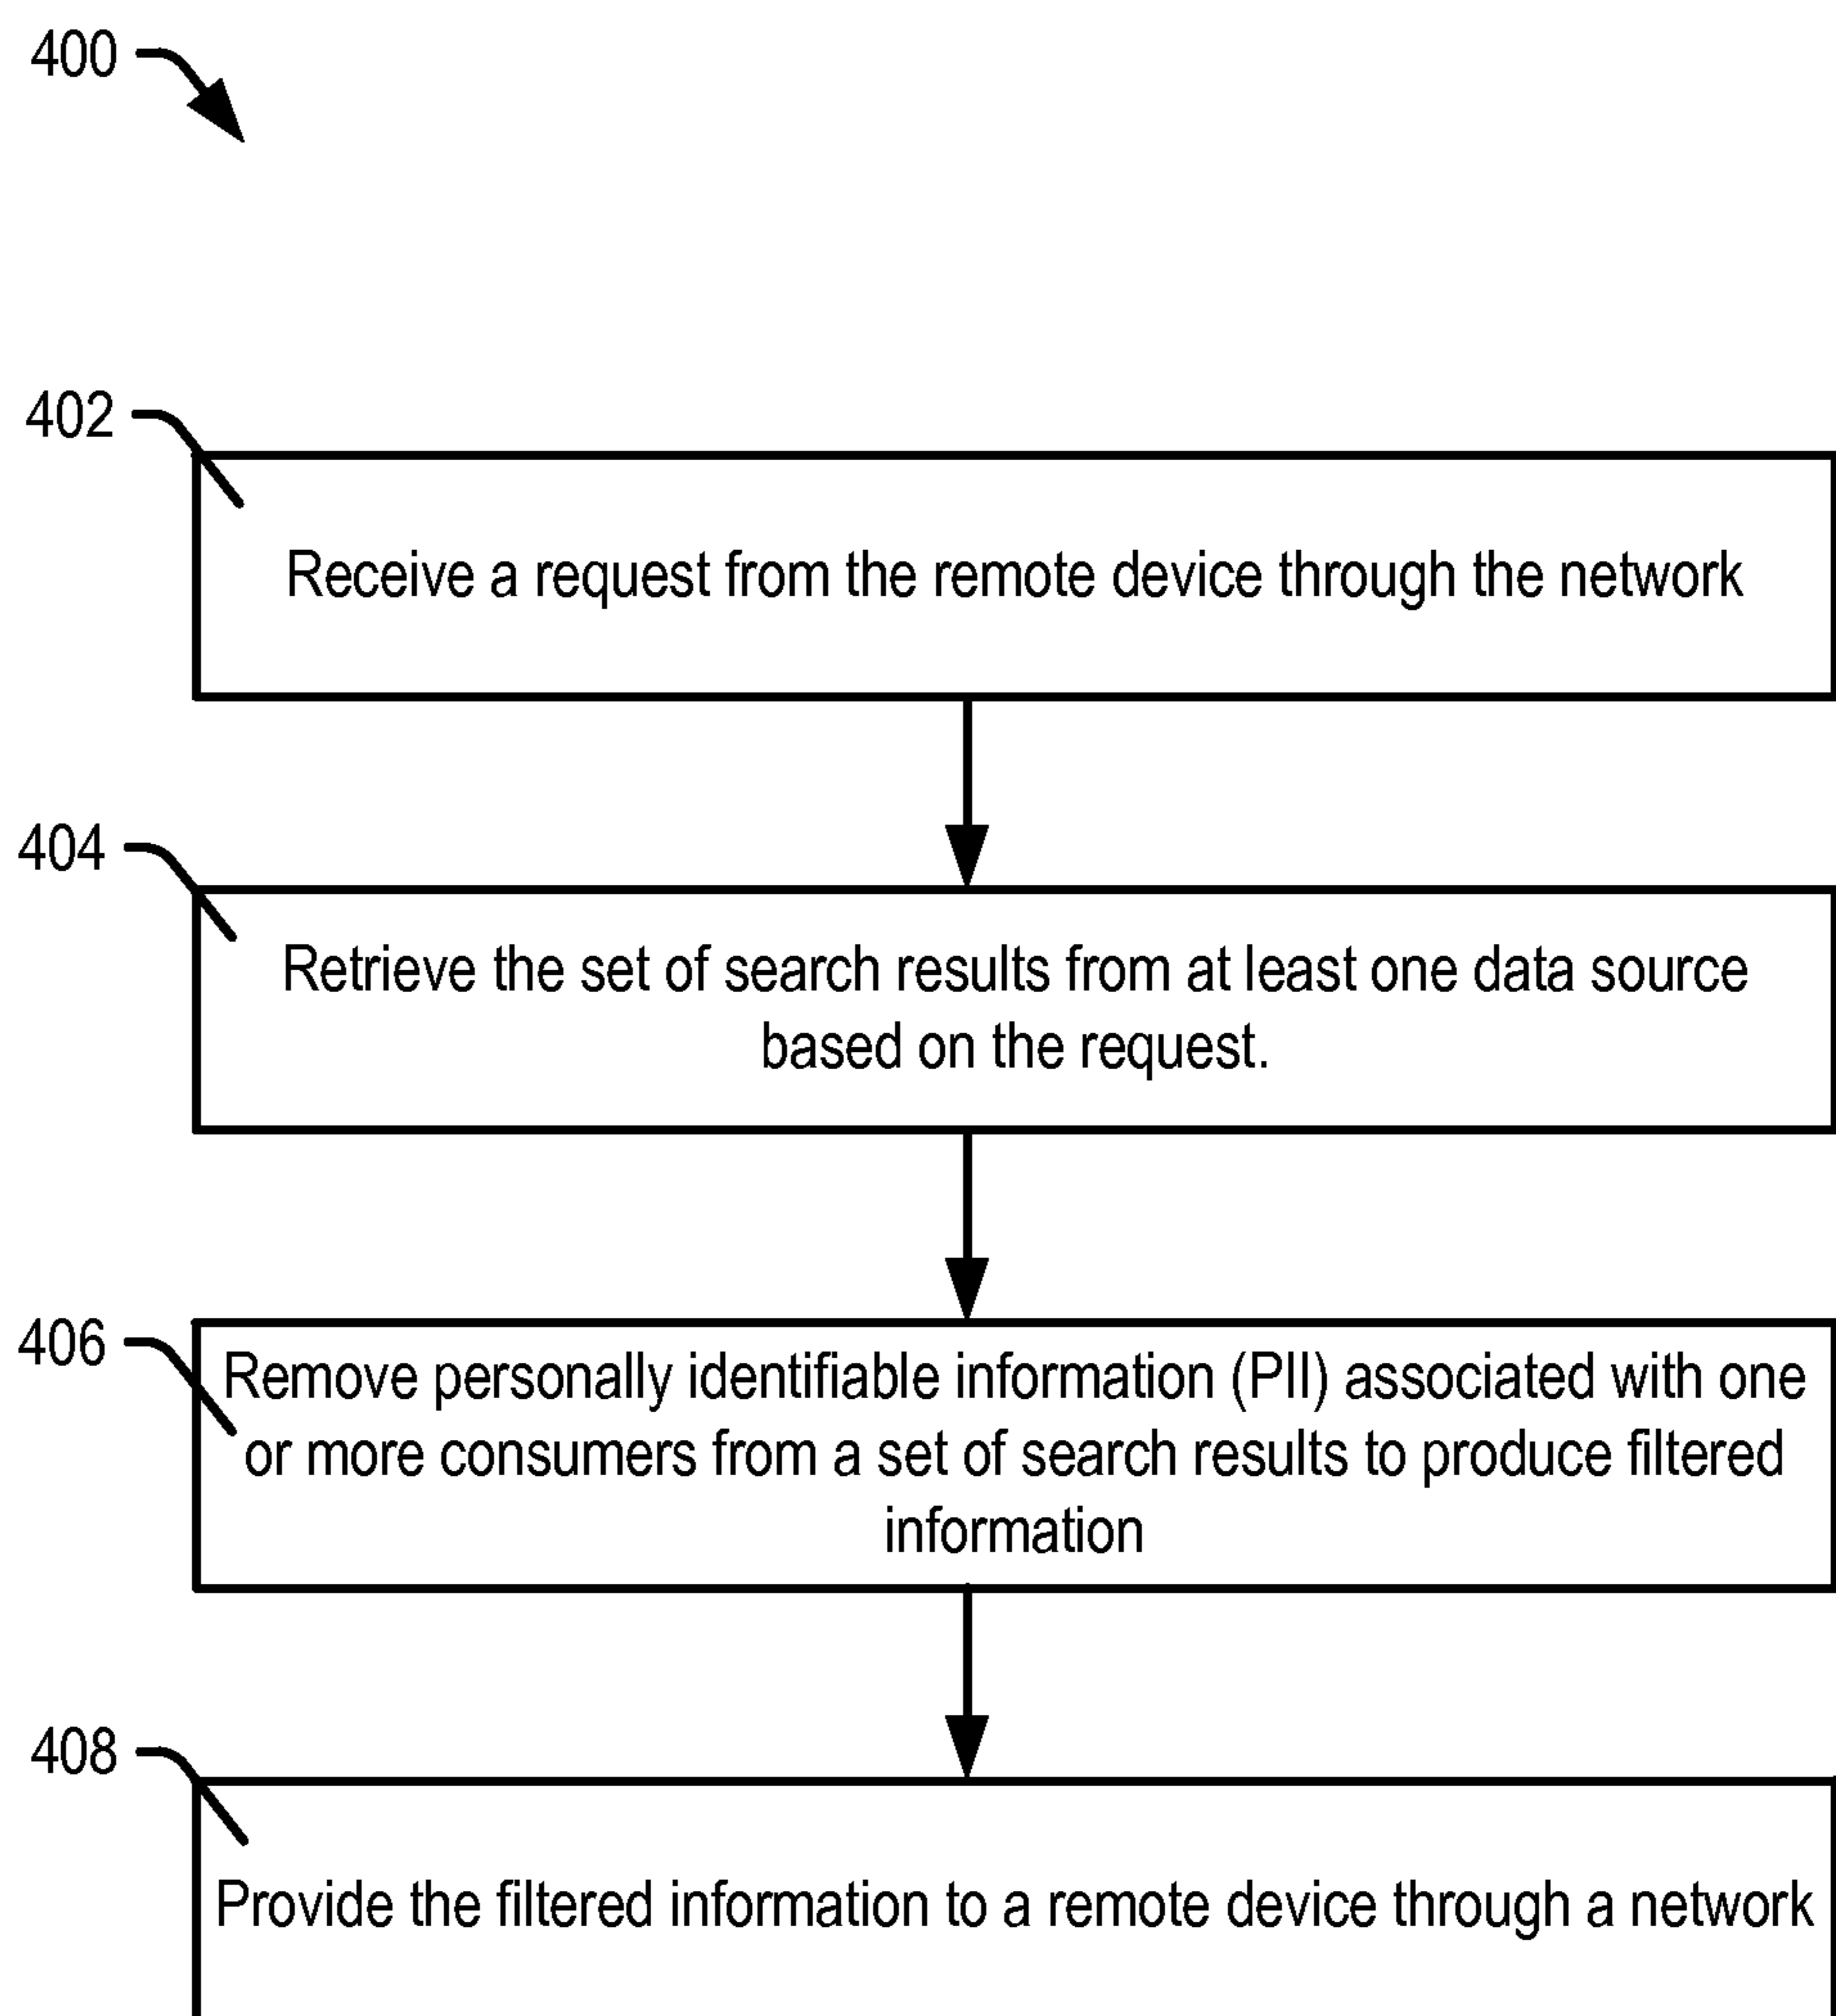 400
402
Receive a request from the remote device through the network
404
Retrieve the set of search results from at least one data source
based on the request.
406
Remove personally identifiable information (PII) associated with one
or more consumers from a set of search results to produce filtered
information
408
Provide the filtered information to a remote device through a network